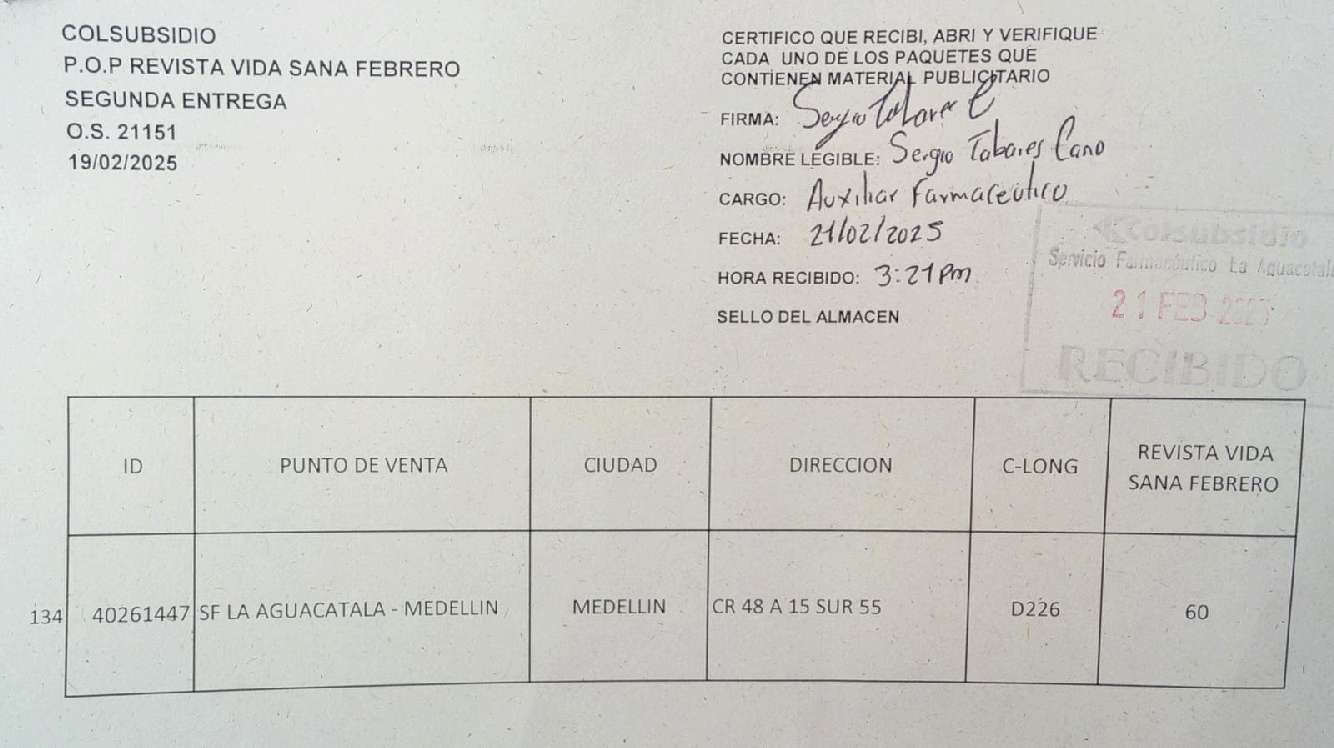 COLSUBSIDIO
P.O.P REVISTA VIDA SANA FEBRERO
SEGUNDA ENTREGA
O.S. 21151
19/02/2025
CERTIFICO QUE RECIBI, ABRI Y VERIFIQUE
CADA UNO DE LOS PAQUETES QUE
CONTIENEN MATERIAL PUBLICITARIO
FIRMA: Sergio Tabares C
NOMBRE LEGIBLE: Sergio Tabares Cano
CARGO: Auxiliar Farmaceutico
FECHA: 21/02/2025
HORA RECIBIDO: 3:21 Pm
SELLO DEL ALMACEN
Colsubsidio
Servicio Farmacéutico La Aguacatala
21 FEB 2025
RECIBIDO
ID PUNTO DE VENTA CIUDAD DIRECCION C-LONG REVISTA VIDA SANA FEBRERO
134 40261447 SF LA AGUACATALA - MEDELLIN MEDELLIN CR 48 A 15 SUR 55 D226 60